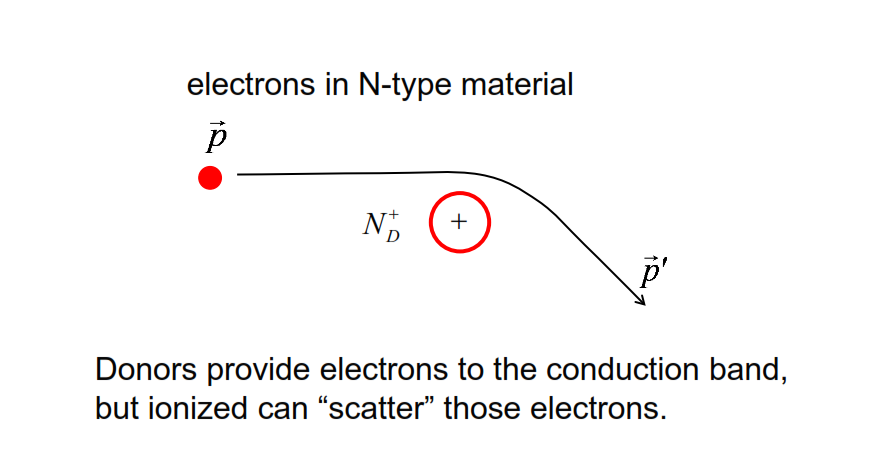 electrons in N-type material
p⃗
N_D^+
+
p⃗′
Donors provide electrons to the conduction band,
but ionized can “scatter” those electrons.